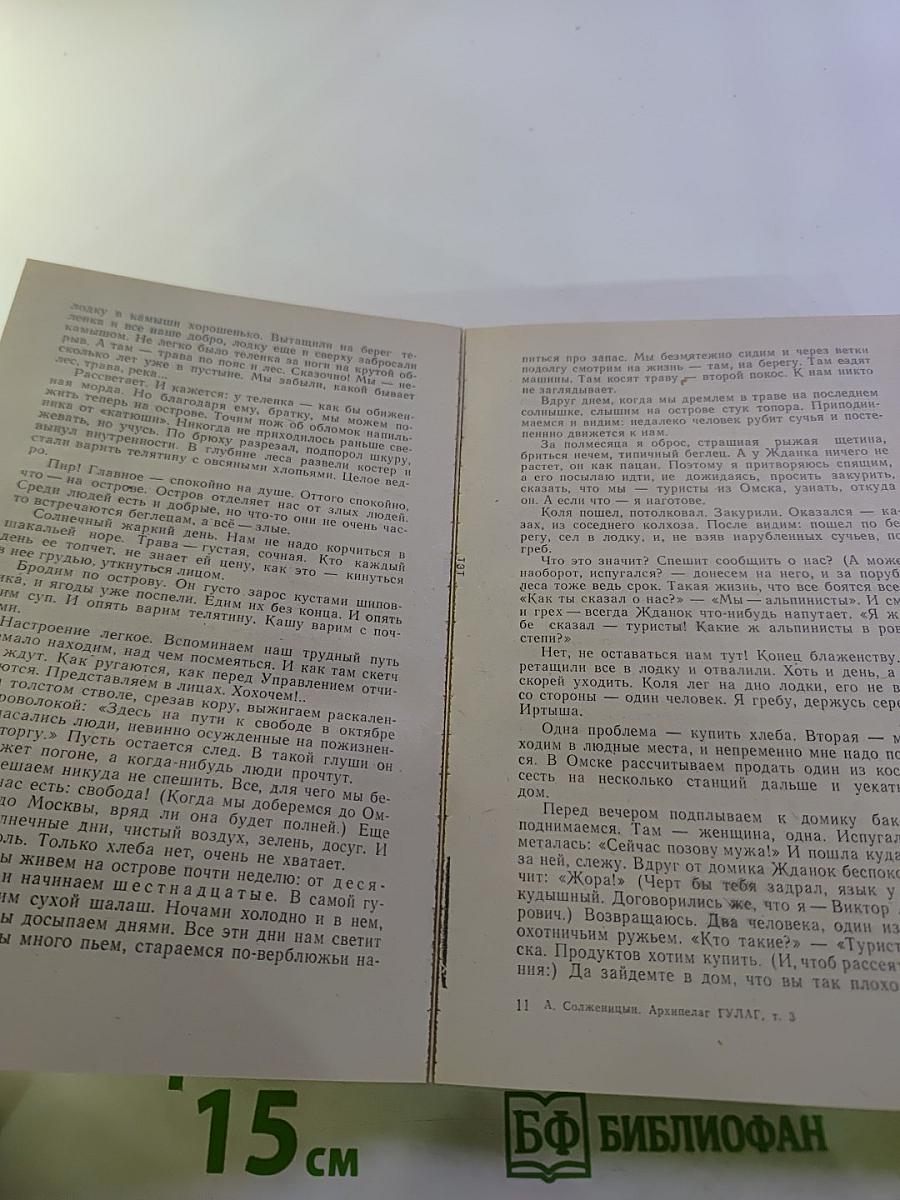 лодку в камыши хорошенько. Вытащили на берег те-
ленка и все наше добро, лодку еще и сверху забросали
камышом. Не легко было теленка за ноги на крутой об-
рыв. А там — трава по пояс и лес. Сказочно! Мы — не-
сколько лет уже в пустыне. Мы забыли, какой бывает
лес, трава, река...
Рассветает. И кажется: у теленка — как бы обижен-
ная морда. Но благодаря ему, братку, мы можем по-
жить теперь на острове. Точим нож об обломок напиль-
ника от «катюши». Никогда не приходилось раньше све-
жевать, но учусь. По брюху разрезал, подпорол шкуру,
вынул внутренности. В глубине леса развели костер и
стали варить телятину с овсяными хлопьями. Целое вед-
ро.
Пир! Главное — спокойно на душе. Оттого спокойно,
что — на острове. Остров отделяет нас от злых людей.
Среди людей есть и добрые, но что-то они не очень час-
то встречаются беглецам, а всё — злые.
Солнечный жаркий день. Нам не надо корчиться в
шакальей норе. Трава — густая, сочная. Кто каждый
день ее топчет, не знает ей цену, как это — кинуться
в нее грудью, уткнуться лицом.
Бродим по острову. Он густо зарос кустами шипов-
ика, и ягоды уже поспели. Едим их без конца. И опять
им суп. И опять варим телятину. Кашу варим с поч-
ми.
Настроение легкое. Вспоминаем наш трудный путь
мало находим, над чем посмеяться. И как там скетч
ждут. Как ругаются, как перед Управлением отчи-
ются. Представляем в лицах. Хохочем!..
толстом стволе, срезав кору, выжигаем раскален-
роволокой: «Здесь на пути к свободе в октябре
пасались люди, невинно осужденные на пожизнен-
торгу.» Пусть остается след. В такой глуши он
жет погоне, а когда-нибудь люди прочтут.
ешаем никуда не спешить. Все, для чего мы бе-
нас есть: свобода! (Когда мы доберемся до Ом-
до Москвы, вряд ли она будет полней.) Еще
лнечные дни, чистый воздух, зелень, досуг. И
оль. Только хлеба нет, очень не хватает.
ы живем на острове почти неделю: от деся-
и начинаем шестнадцатые. В самой гу-
им сухой шалаш. Ночами холодно и в нем,
ы досыпаем днями. Все эти дни нам светит
ы много пьем, стараемся по-верблюжьи на-
питься про запас. Мы безмятежно сидим и через ветки
подолгу смотрим на жизнь — там, на берегу. Там ездят
машины. Там косят траву — второй покос. К нам никто
не заглядывает.
Вдруг днем, когда мы дремлем в траве на последнем
солнышке, слышим на острове стук топора. Приподни-
маемся и видим: недалеко человек рубит сучья и посте-
пенно движется к нам.
За полмесяца я оброс, страшная рыжая щетина,
бриться нечем, типичный беглец. А у Жданка ничего не
растет, он как пацан. Поэтому я притворяюсь спящим,
а его посылаю идти, не дожидаясь, просить закурить,
сказать, что мы — туристы из Омска, узнать, откуда
он. А если что — я наготове.
Коля пошел, потолковал. Закурили. Оказался — ка-
зах, из соседнего колхоза. После видим: пошел по бе
регу, сел в лодку, и, не взяв нарубленных сучьев, по
греб.
Что это значит? Спешит сообщить о нас? (А може
наоборот, испугался? — донесем на него, и за поруб
леса тоже ведь срок. Такая жизнь, что все боятся все
«Как ты сказал о нас?» — «Мы — альпинисты». И см
и грех — всегда Жданок что-нибудь напутает. «Я ж
бе сказал — туристы! Какие ж альпинисты в ров
степи?»
Нет, не оставаться нам тут! Конец блаженству.
ретащили все в лодку и отвалили. Хоть и день, а
скорей уходить. Коля лег на дно лодки, его не в
со стороны — один человек. Я гребу, держусь сере
Иртыша.
Одна проблема — купить хлеба. Вторая — м
ходим в людные места, и непременно мне надо по
ся. В Омске рассчитываем продать один из кос
сесть на несколько станций дальше и уехат
дом.
Перед вечером подплываем к домику бак
поднимаемся. Там — женщина, одна. Испугал
металась: «Сейчас позову мужа!» И пошла куда
за ней, слежу. Вдруг от домика Жданок беспоко
чит: «Жора!» (Черт бы тебя задрал, язык у
кудышный. Договорились же, что я — Виктор
рович.) Возвращаюсь. Два человека, один из
охотничьим ружьем. «Кто такие?» — «Турист
ска. Продуктов хотим купить. (И, чтоб рассеят
ния:) Да зайдемте в дом, что вы так плохо
11 А. Солженицын. Архипелаг ГУЛАГ, т. 3
15 см
БФ БИБЛИОФАН